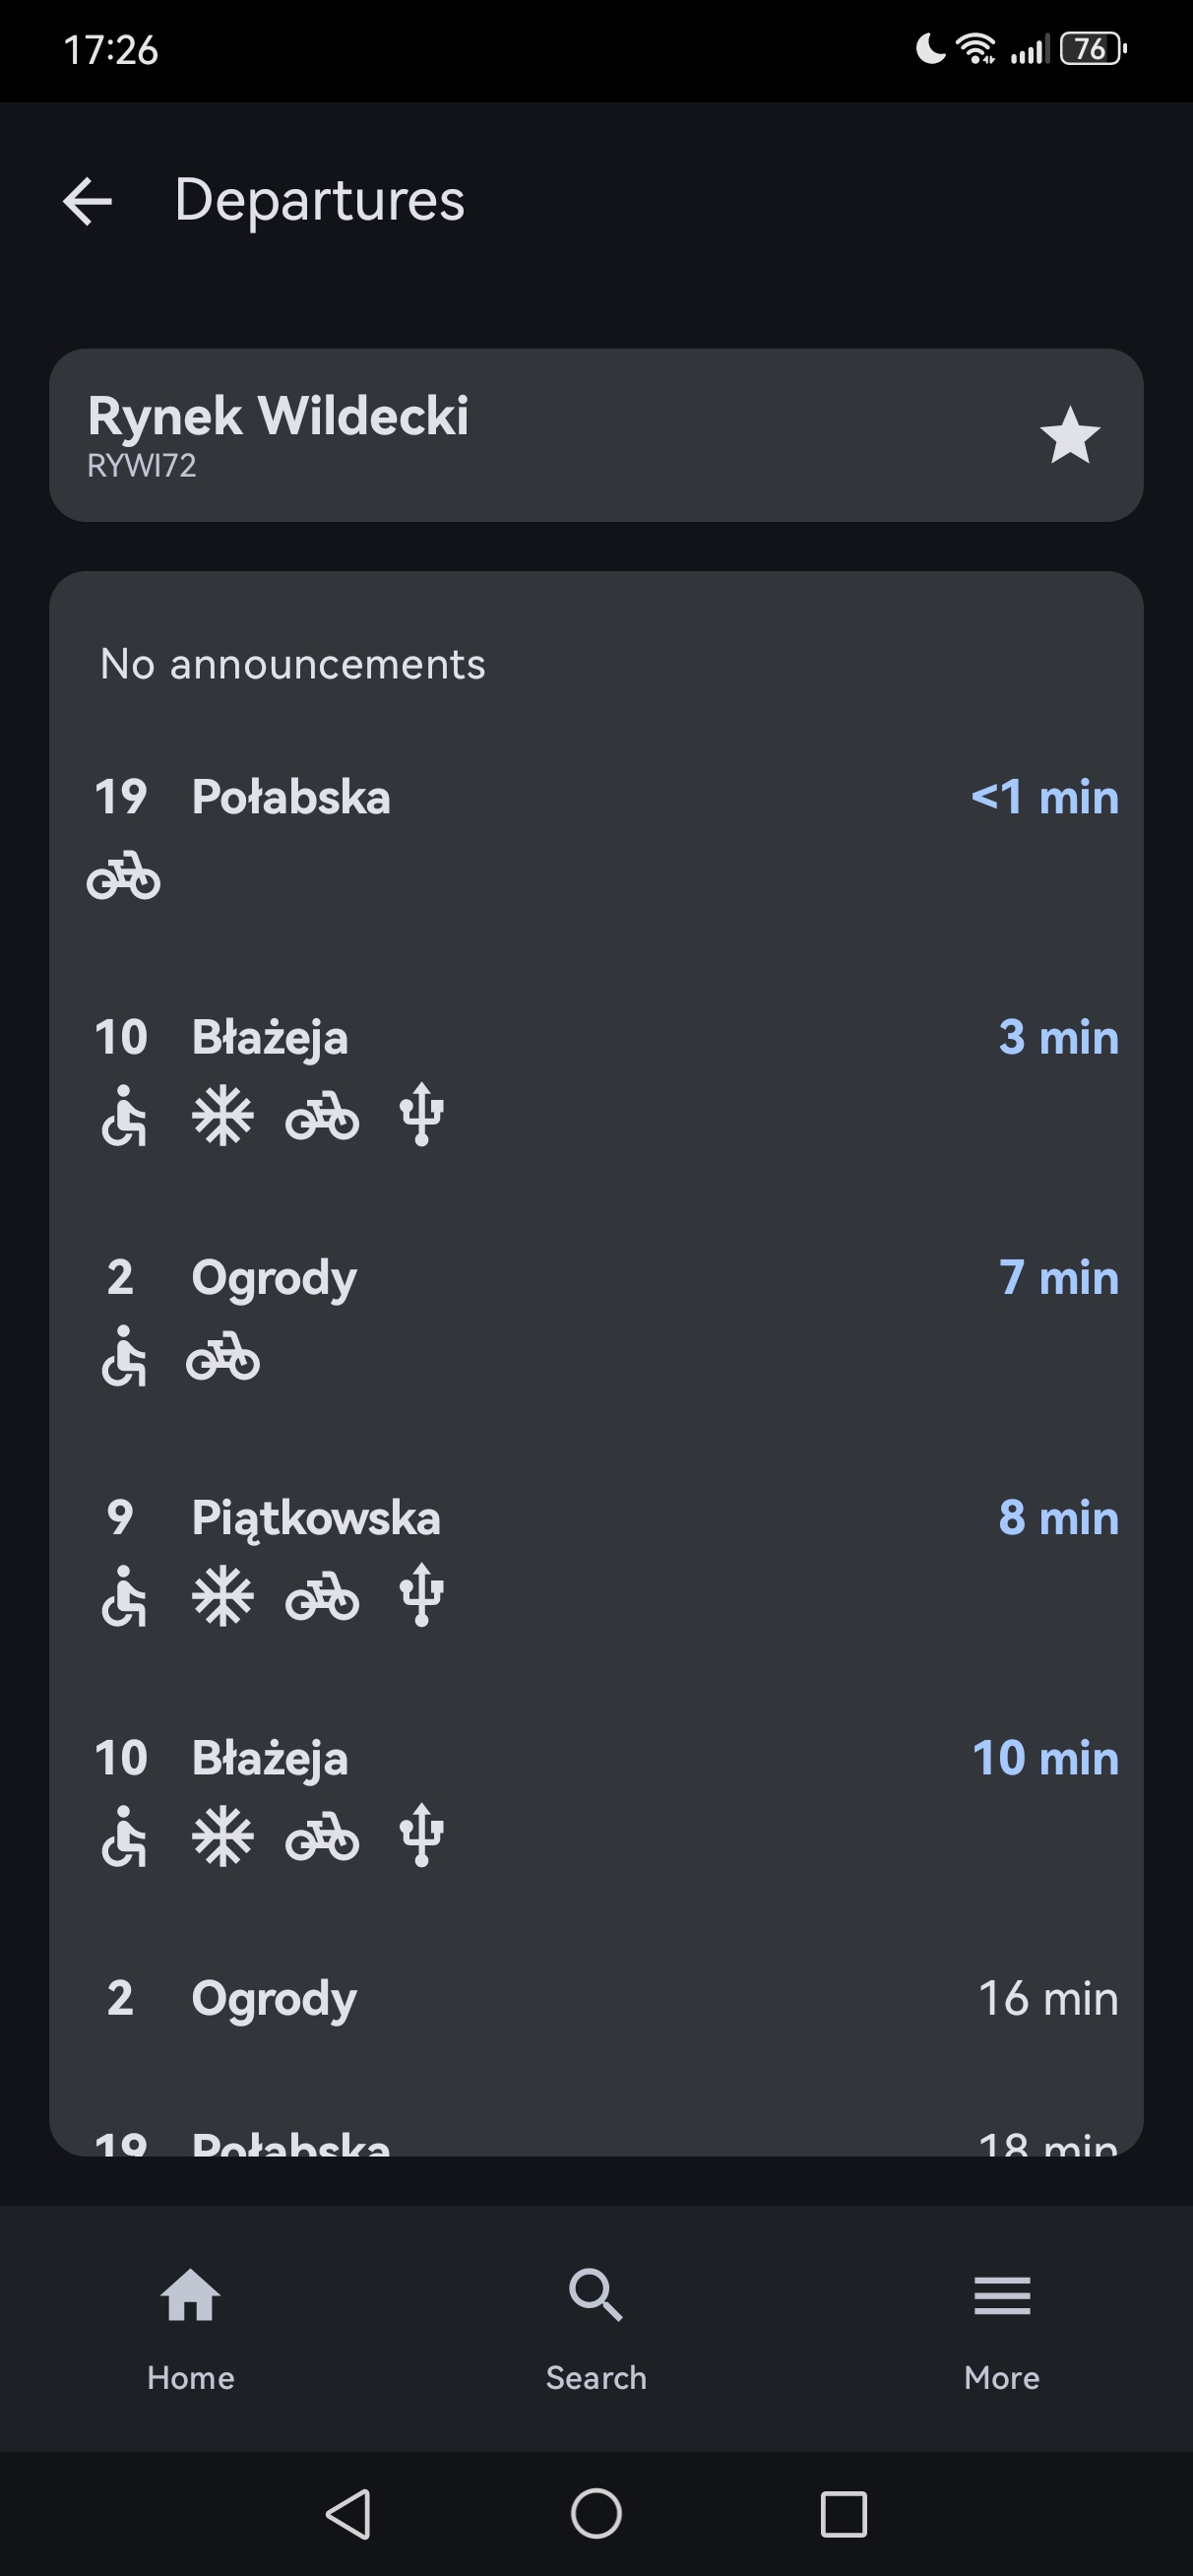 17:26
76
Departures
Rynek Wildecki
RYWI72
No announcements
19 Połabska <1 min
10 Błażeja 3 min
2 Ogrody 7 min
9 Piątkowska 8 min
10 Błażeja 10 min
2 Ogrody 16 min
19 Połabska 18 min
Home Search More